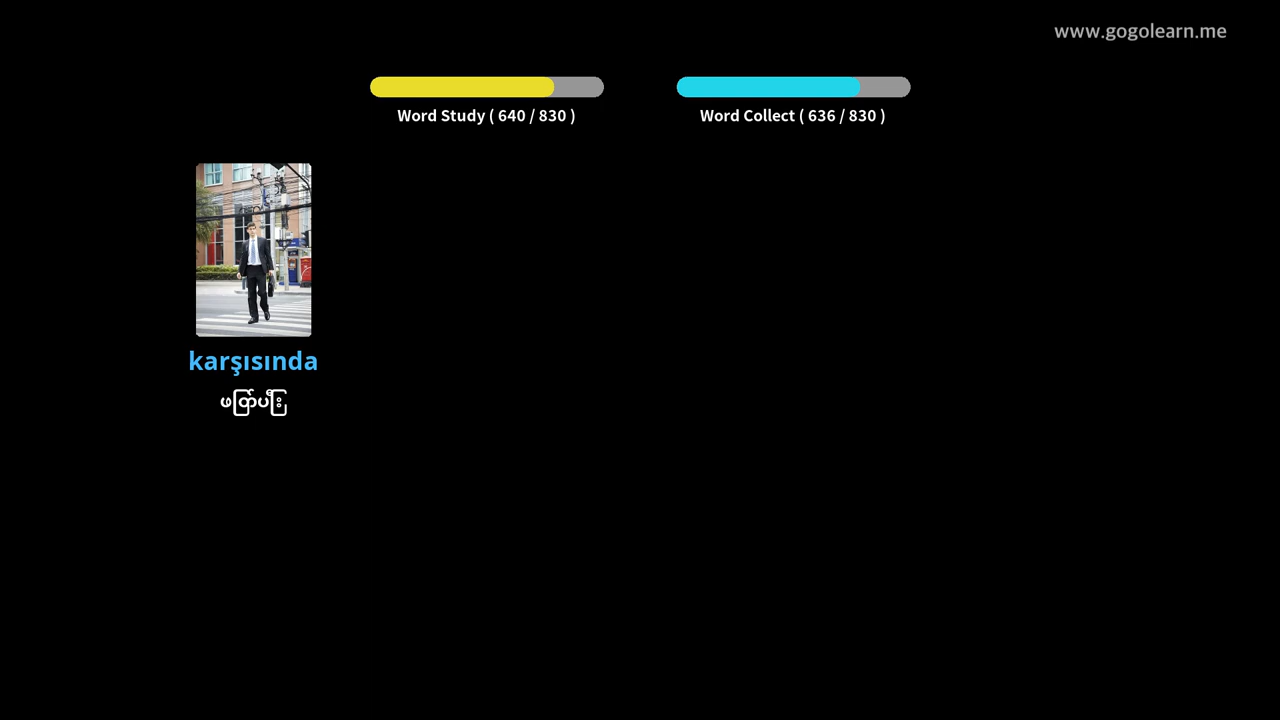 www.gogolearn.me
Word Study ( 640 / 830 )
Word Collect ( 636 / 830 )
karşısında
ဖြတ်ပြီး